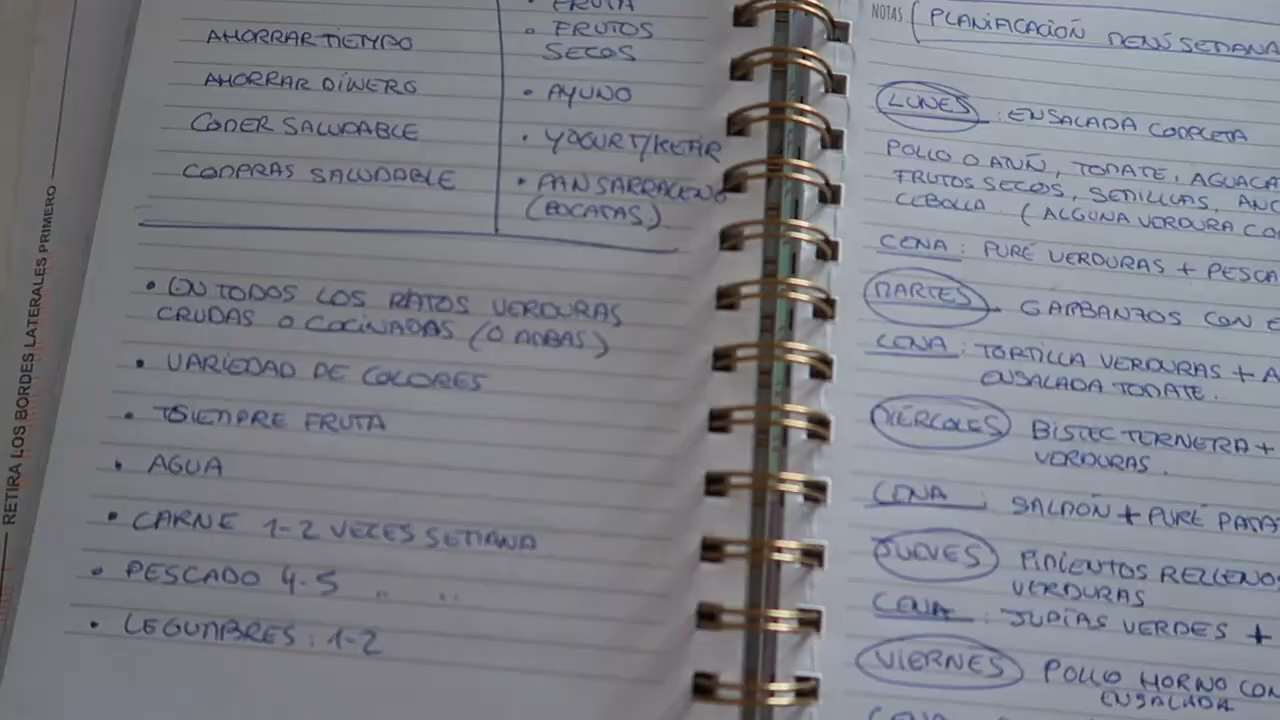 RETIRA LOS BORDES LATERALES PRIMERO
AHORRAR TIEMPO
AHORRAR DINERO
COMER SALUDABLE
COMPRAS SALUDABLE
• FRUTA
• FRUTOS
SECOS
• AYUNO
• YOGURT/KEFIR
• PAN SARRACENO
(BOCATAS)
• EN TODOS LOS PLATOS VERDURAS
CRUDAS O COCINADAS (O AMBAS)
• VARIEDAD DE COLORES
• SIEMPRE FRUTA
• AGUA
• CARNE 1-2 VECES SEMANA
• PESCADO 4-5 " "
• LEGUMBRES: 1-2
NOTAS
PLANIFICACIÓN MENÚ SEMANA
LUNES: ENSALADA COMPLETA
POLLO O ATÚN, TOMATE, AGUACA
FRUTOS SECOS, SEMILLAS,
CEBOLLA (ALGUNA VERDURA CO
CENA: PURÉ VERDURAS + PESCA
MARTES. GARBANZOS CON
CENA: TORTILLA VERDURAS + A
ENSALADA TOMATE.
MIÉRCOLES BISTEC TERNERA +
VERDURAS.
CENA: SALMÓN + PURÉ PATA
JUEVES PIMIENTOS RELLENOS
VERDURAS
CENA: JUDÍAS VERDES +
VIERNES POLLO HORNO CON
ENSALADA
CENA